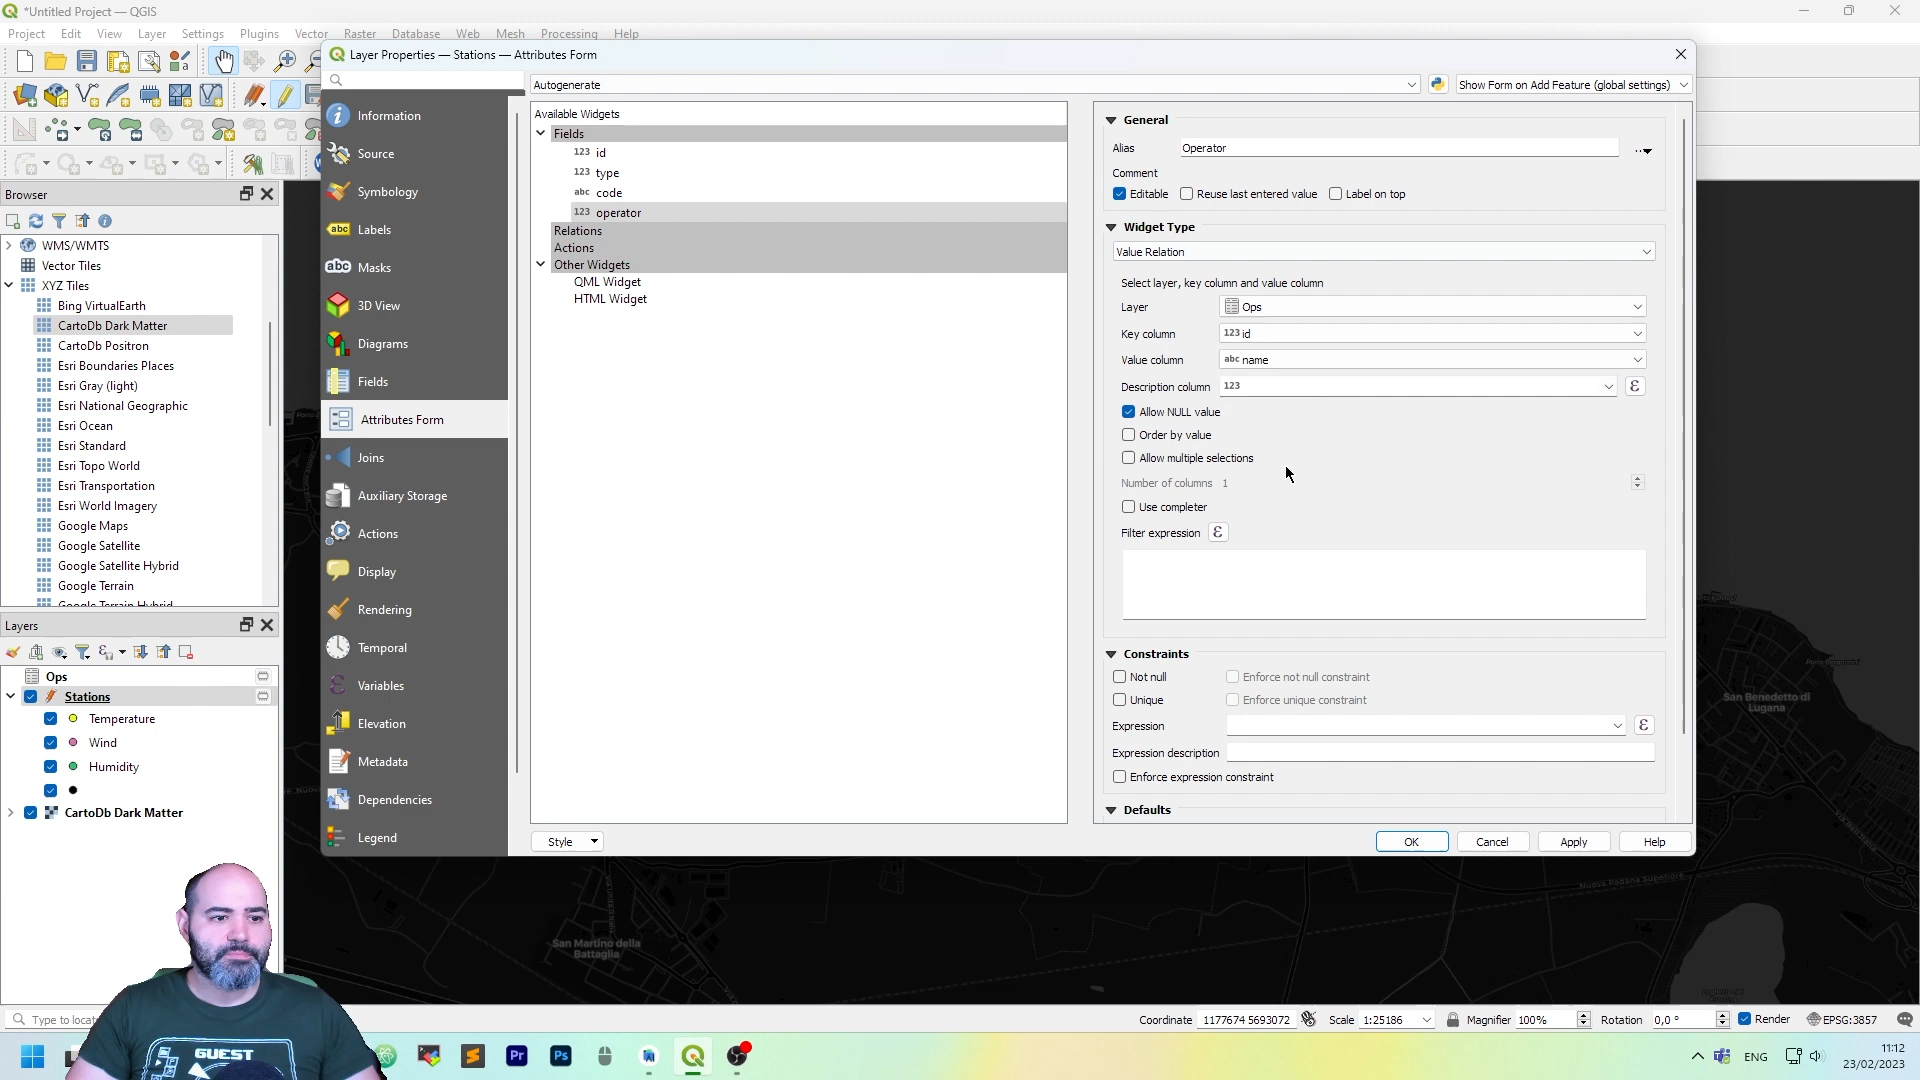 *Untitled Project — QGIS
Project Edit View Layer Settings Plugins Vector Raster Database Web Mesh Processing Help
Layer Properties — Stations — Attributes Form
Autogenerate
Show Form on Add Feature (global settings)
Information
Source
Symbology
Labels
Masks
3D View
Diagrams
Fields
Attributes Form
Joins
Auxiliary Storage
Actions
Display
Rendering
Temporal
Variables
Elevation
Metadata
Dependencies
Legend
Available Widgets
Fields
123 id
123 type
abc code
123 operator
Relations
Actions
Other Widgets
QML Widget
HTML Widget
General
Alias Operator
Comment
Editable Reuse last entered value Label on top
Widget Type
Value Relation
Select layer, key column and value column
Layer Ops
Key column 123 id
Value column abc name
Description column 123
Allow NULL value
Order by value
Allow multiple selections
Number of columns 1
Use completer
Filter expression ε
Constraints
Not null Enforce not null constraint
Unique Enforce unique constraint
Expression
Expression description
Enforce expression constraint
Defaults
Style OK Cancel Apply Help
Browser
WMS/WMTS
Vector Tiles
XYZ Tiles
Bing VirtualEarth
CartoDb Dark Matter
CartoDb Positron
Esri Boundaries Places
Esri Gray (light)
Esri National Geographic
Esri Ocean
Esri Standard
Esri Topo World
Esri Transportation
Esri World Imagery
Google Maps
Google Satellite
Google Satellite Hybrid
Google Terrain
Google Terrain Hybrid
Layers
Ops
Stations
Temperature
Wind
Humidity
CartoDb Dark Matter
San Benedetto di
Lugana
San Martino della
Battaglia
Nuova Padana Superiore
GUEST
Type to locat
Coordinate 1177674 5693072 Scale 1:25186 Magnifier 100% Rotation 0,0 ° Render EPSG:3857
Pr Ps
ENG
11:12
23/02/2023